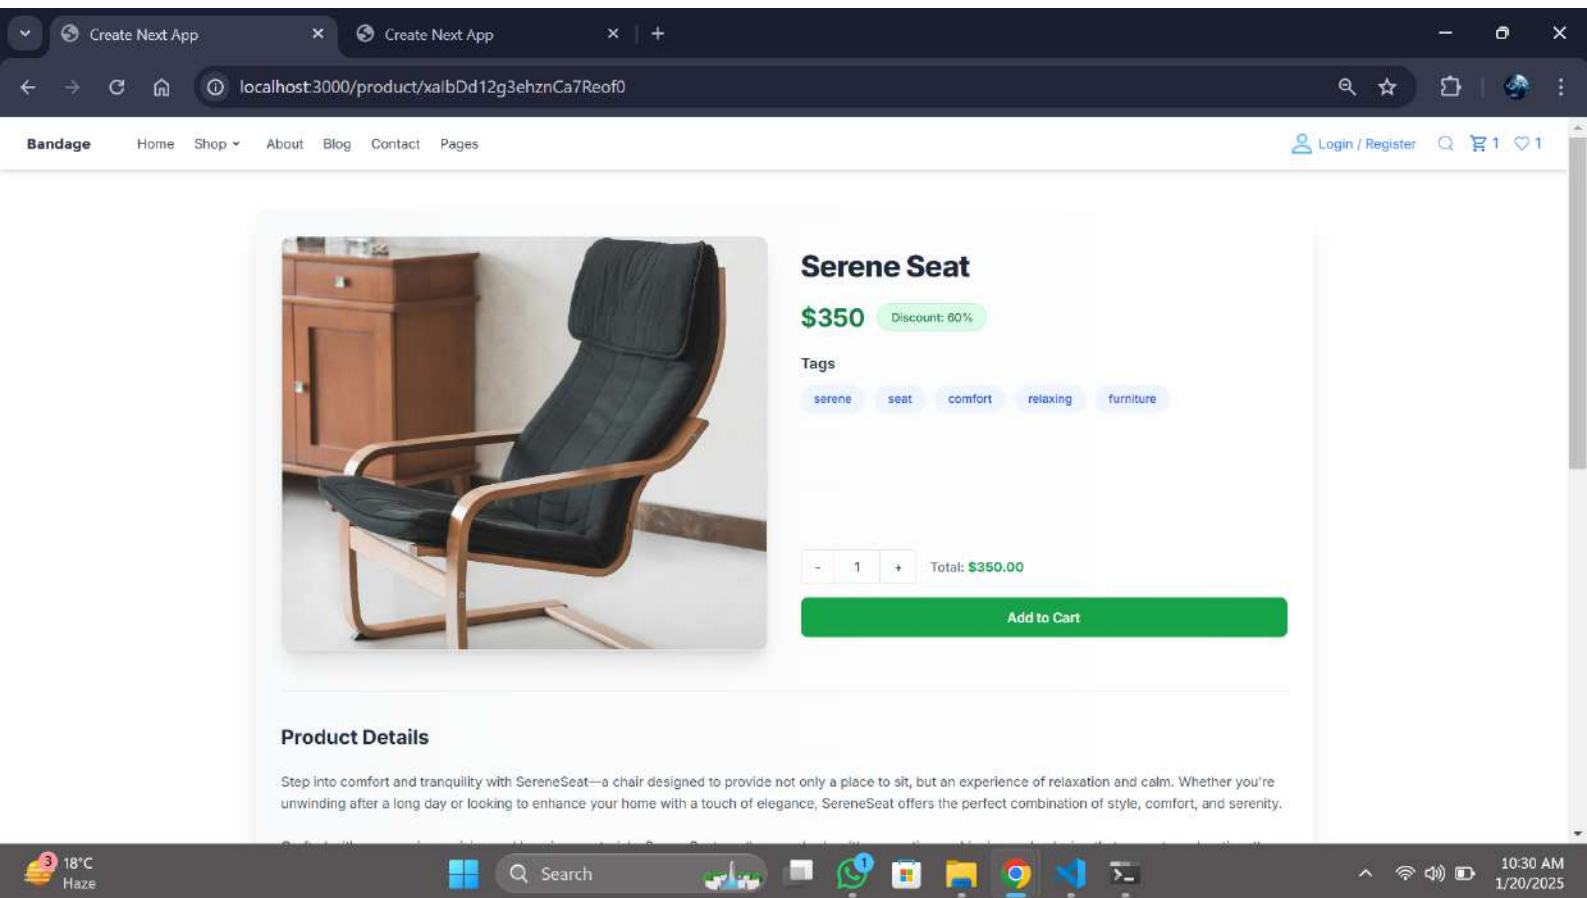 Create Next App
Create Next App
localhost:3000/product/xalbDd12g3ehznCa7Reof0
Bandage Home Shop About Blog Contact Pages Login / Register 1 1
Serene Seat
$350 Discount: 60%
Tags
serene seat comfort relaxing furniture
- 1 + Total: $350.00
Add to Cart
Product Details
Step into comfort and tranquility with SereneSeat—a chair designed to provide not only a place to sit, but an experience of relaxation and calm. Whether you're
unwinding after a long day or looking to enhance your home with a touch of elegance, SereneSeat offers the perfect combination of style, comfort, and serenity.
3 18°C
Haze
Search
1
10:30 AM
1/20/2025